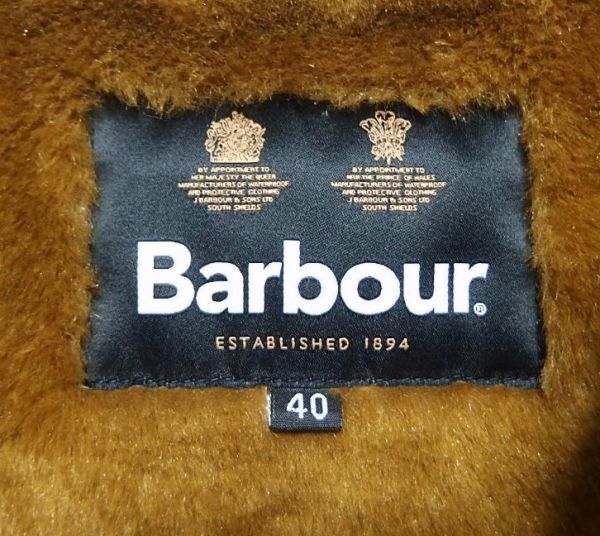 BY APPOINTMENT TO
HER MAJESTY THE QUEEN
MANUFACTURERS OF WATERPROOF
AND PROTECTIVE CLOTHING
J BARBOUR & SONS LTD
SOUTH SHIELDS
BY APPOINTMENT TO
HRH THE PRINCE OF WALES
MANUFACTURERS OF WATERPROOF
AND PROTECTIVE CLOTHING
J BARBOUR & SONS LTD
SOUTH SHIELDS
Barbour®
ESTABLISHED 1894
40